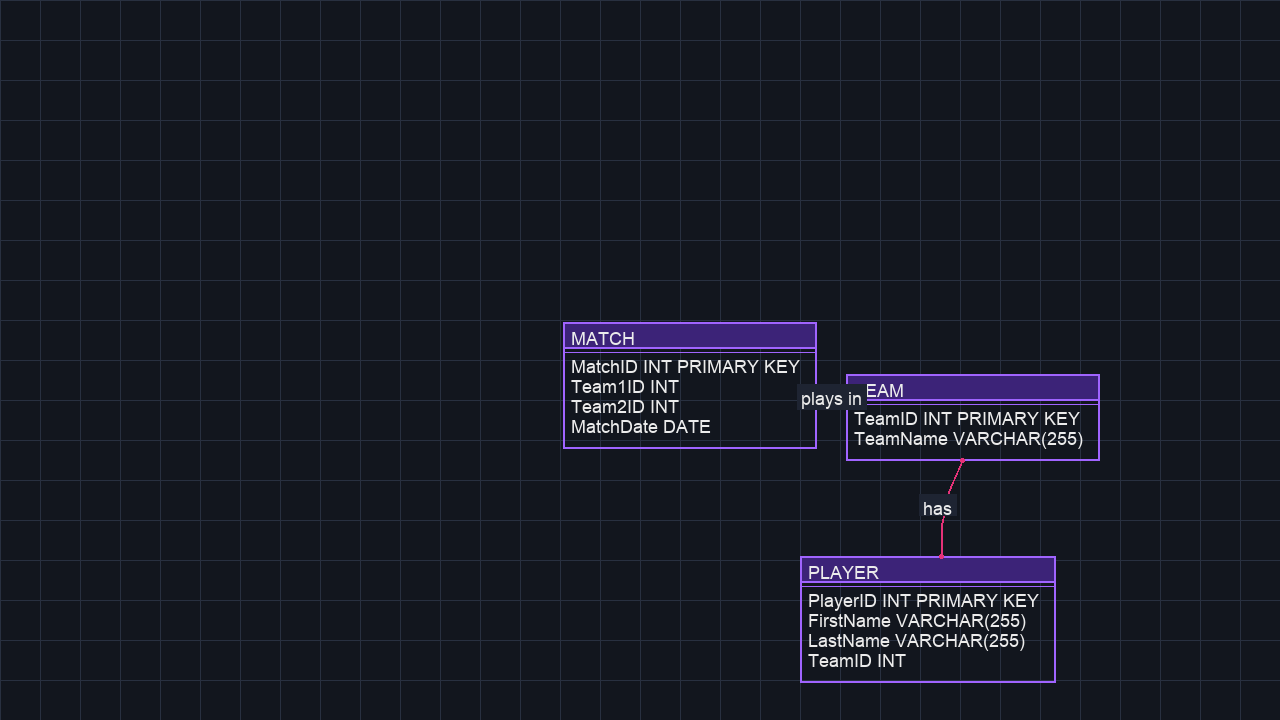 MATCH
MatchID INT PRIMARY KEY
Team1ID INT
Team2ID INT
MatchDate DATE
plays in
EAM
TeamID INT PRIMARY KEY
TeamName VARCHAR(255)
has
PLAYER
PlayerID INT PRIMARY KEY
FirstName VARCHAR(255)
LastName VARCHAR(255)
TeamID INT